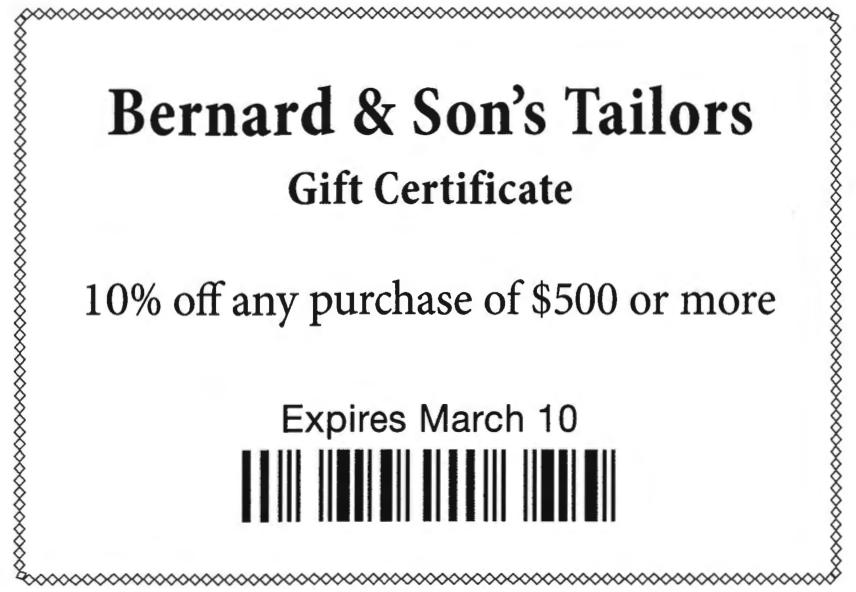 Bernard & Son's Tailors
Gift Certificate
10% off any purchase of $500 or more
Expires March 10